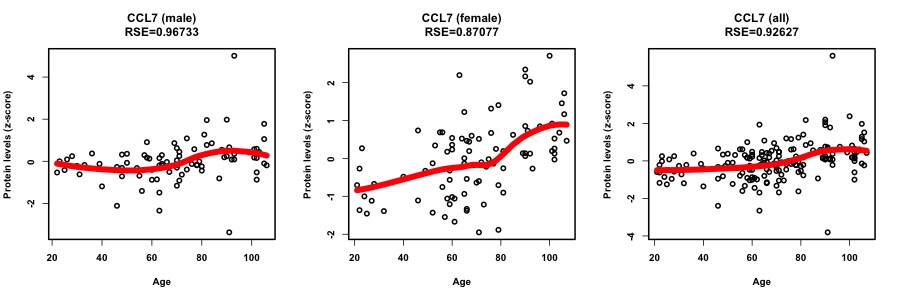 CCL7 (male)
RSE=0.96733
Protein levels (z-score)
4
2
0
-2
20
40
60
80
100
Age
CCL7 (female)
RSE=0.87077
Protein levels (z-score)
2
1
0
-1
-2
20
40
60
80
100
Age
CCL7 (all)
RSE=0.92627
Protein levels (z-score)
4
2
0
-2
-4
20
40
60
80
100
Age